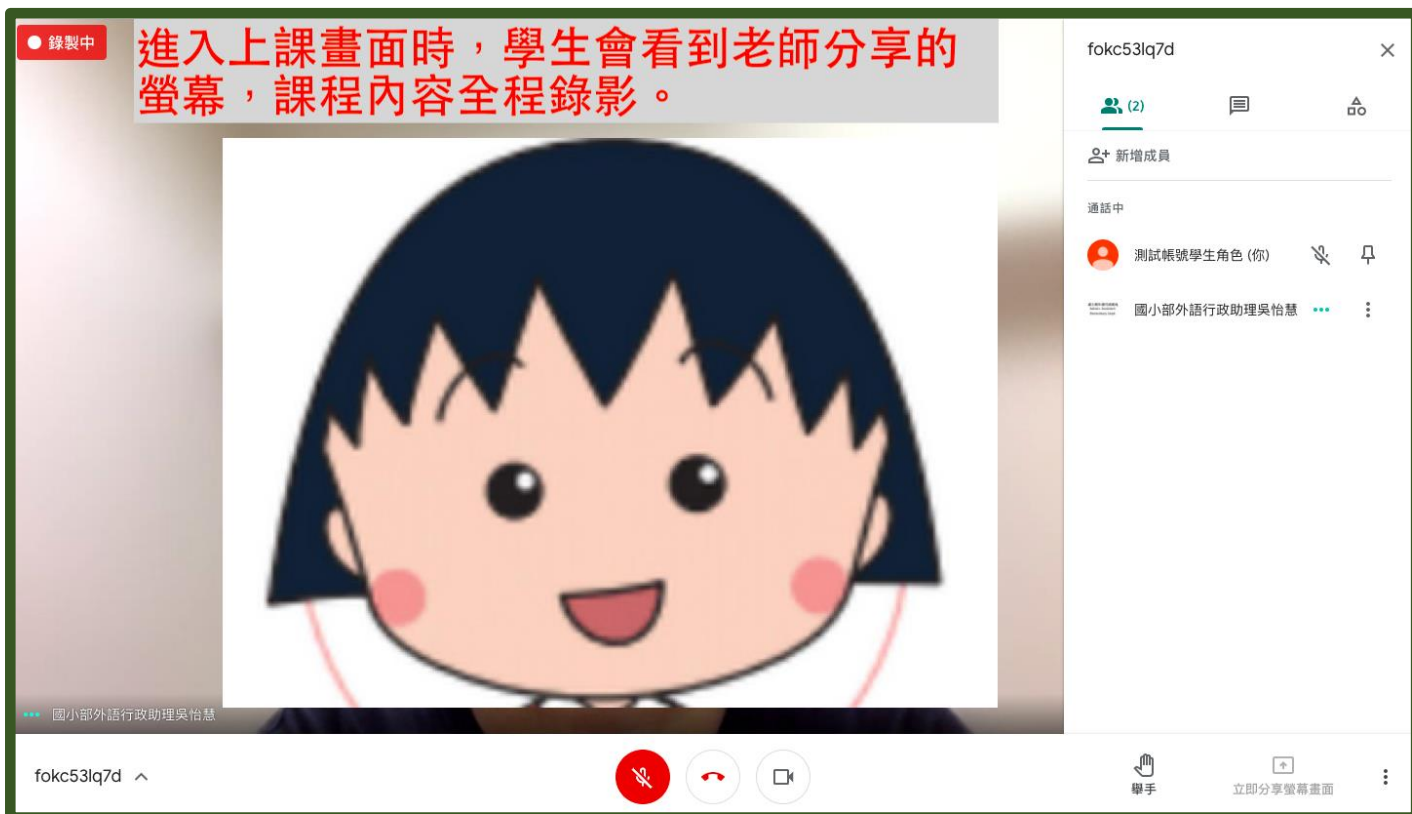 錄製中
進入上課畫面時，學生會看到老師分享的
螢幕，課程內容全程錄影。
國小部外語行政助理吳怡慧
fokc53lq7d
(2)
新增成員
通話中
測試帳號學生角色 (你)
國小部外語行政助理吳怡慧
fokc53lq7d
舉手
立即分享螢幕畫面